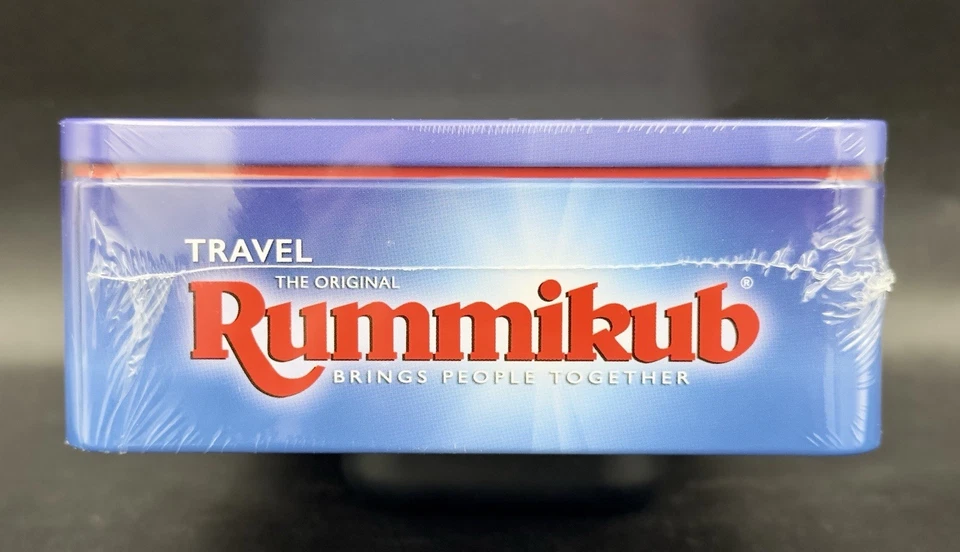 TRAVEL
THE ORIGINAL
Rummikub®
BRINGS PEOPLE TOGETHER